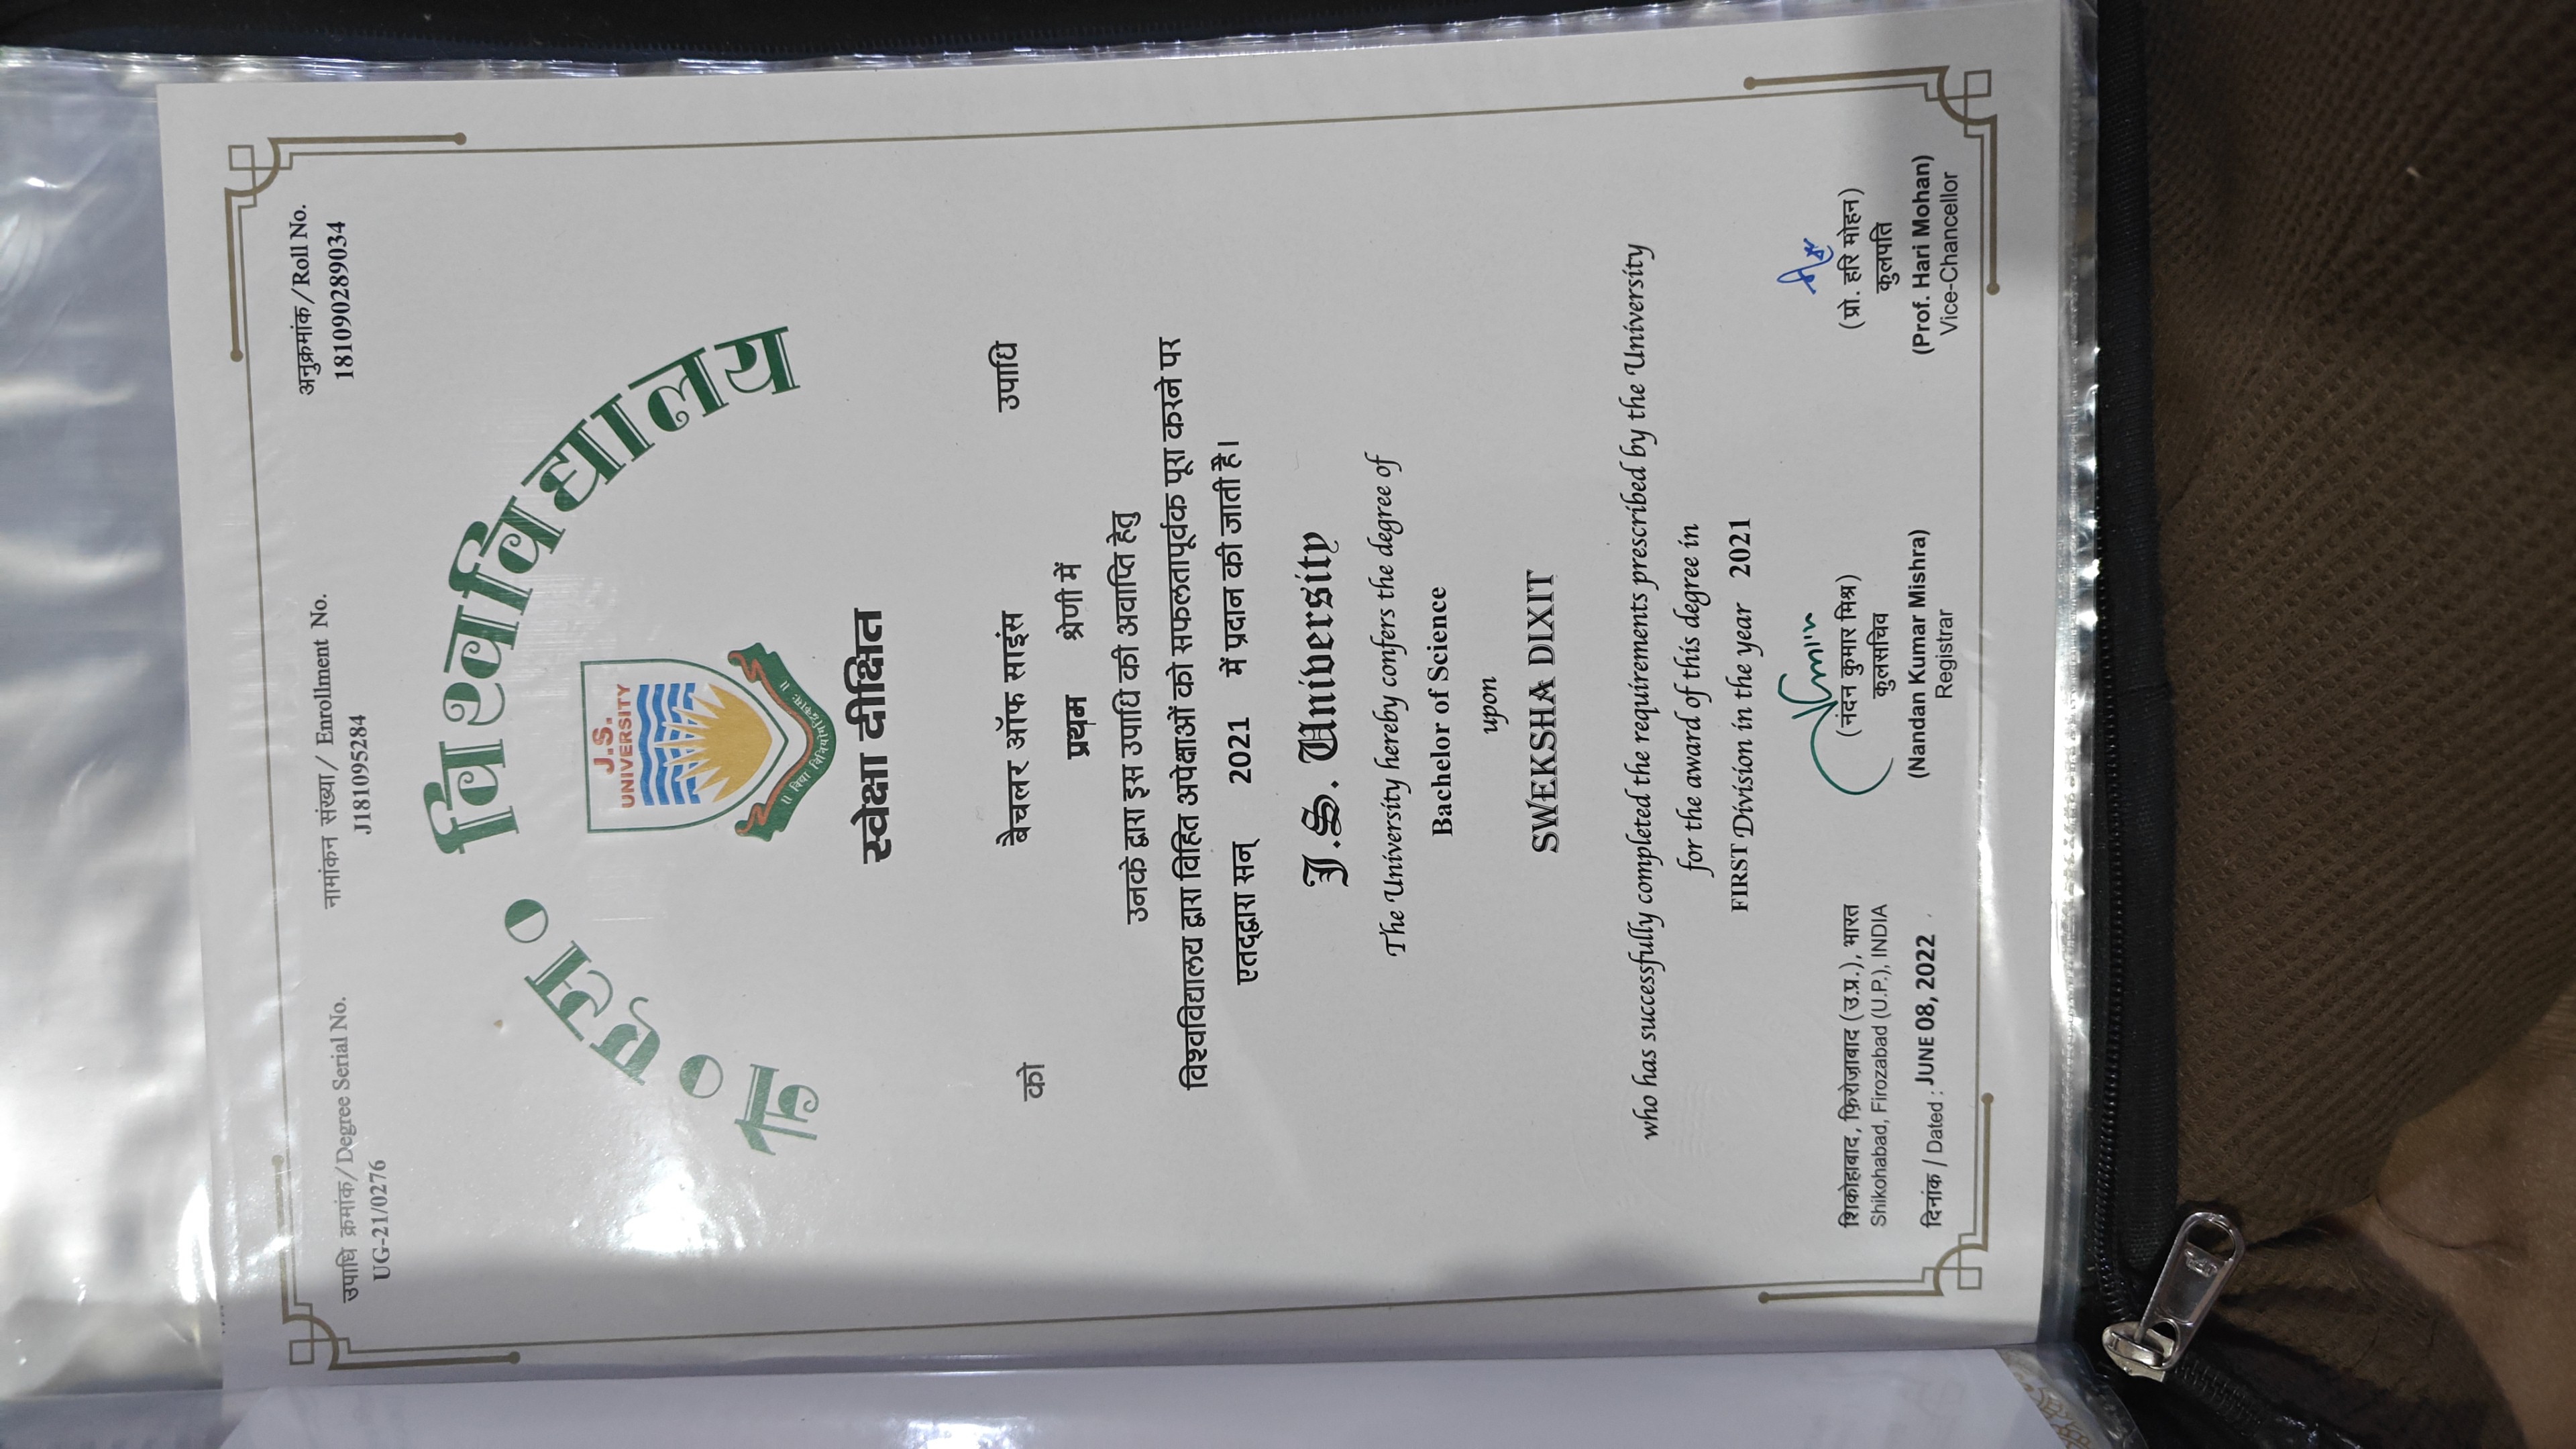 उपाधि क्रमांक/Degree Serial No.
UG-21/0276
नामांकन संख्या / Enrollment No.
J181095284
अनुक्रमांक/Roll No.
181090289034
जे० एस० विश्वविद्यालय
J.S.
UNIVERSITY
स्वेक्षा दीक्षित
को बैचलर ऑफ साइंस उपाधि
प्रथम श्रेणी में
उनके द्वारा इस उपाधि की अवाप्ति हेतु
विश्वविद्यालय द्वारा विहित अपेक्षाओं को सफलतापूर्वक पूरा करने पर
एतद्द्वारा सन् 2021 में प्रदान की जाती है।
J.S. University
The University hereby confers the degree of
Bachelor of Science
upon
SWEKSHA DIXIT
who has successfully completed the requirements prescribed by the University
for the award of this degree in
FIRST Division in the year 2021
शिकोहाबाद, फ़िरोज़ाबाद (उ.प्र.), भारत
Shikohabad, Firozabad (U.P.), INDIA
दिनांक / Dated : JUNE 08, 2022
(नंदन कुमार मिश्र)
कुलसचिव
(Nandan Kumar Mishra)
Registrar
(प्रो. हरि मोहन)
कुलपति
(Prof. Hari Mohan)
Vice-Chancellor